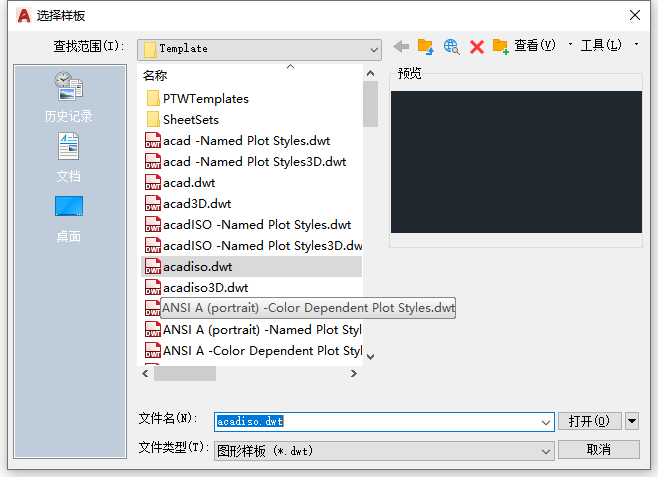 选择样板
查找范围(I):
Template
查看(V)
工具(L)
历史记录
文档
桌面
名称
PTWTemplates
SheetSets
acad -Named Plot Styles.dwt
acad -Named Plot Styles3D.dwt
acad.dwt
acad3D.dwt
acadISO -Named Plot Styles.dwt
acadISO -Named Plot Styles3D.dw
acadiso.dwt
acadiso3D.dwt
ANSI A (portrait) -Color Dependent Plot Styles.dwt
ANSI A (portrait) -Named Plot Styl
ANSI A -Color Dependent Plot Styl
预览
文件名(N):
acadiso.dwt
打开(O)
文件类型(T):
图形样板 (*.dwt)
取消